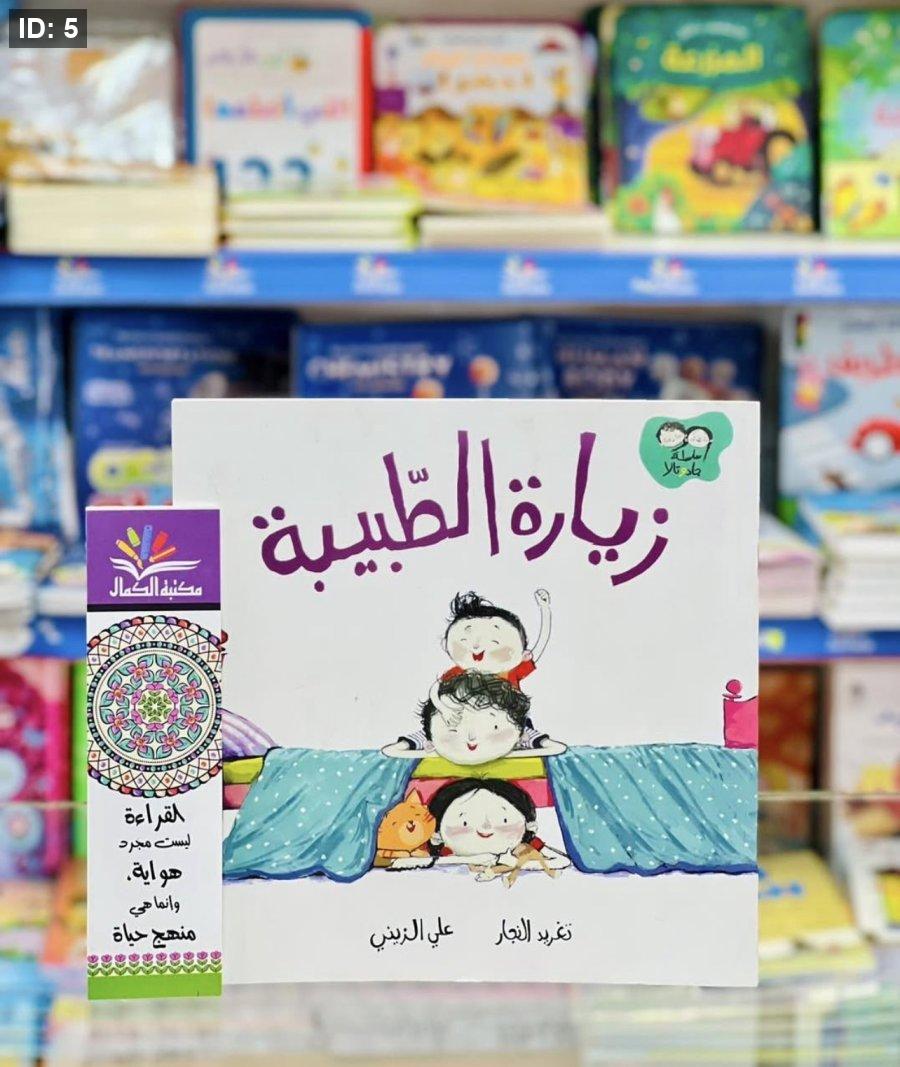 ID: 5
المزرعة
زيارة الطّبيبة
سلسلة
جاد وتالا
تغريد النجار
علي الزيني
مكتبة الكمال
القراءة
ليست مجرد
هواية،
وانما هي
منهج حياة